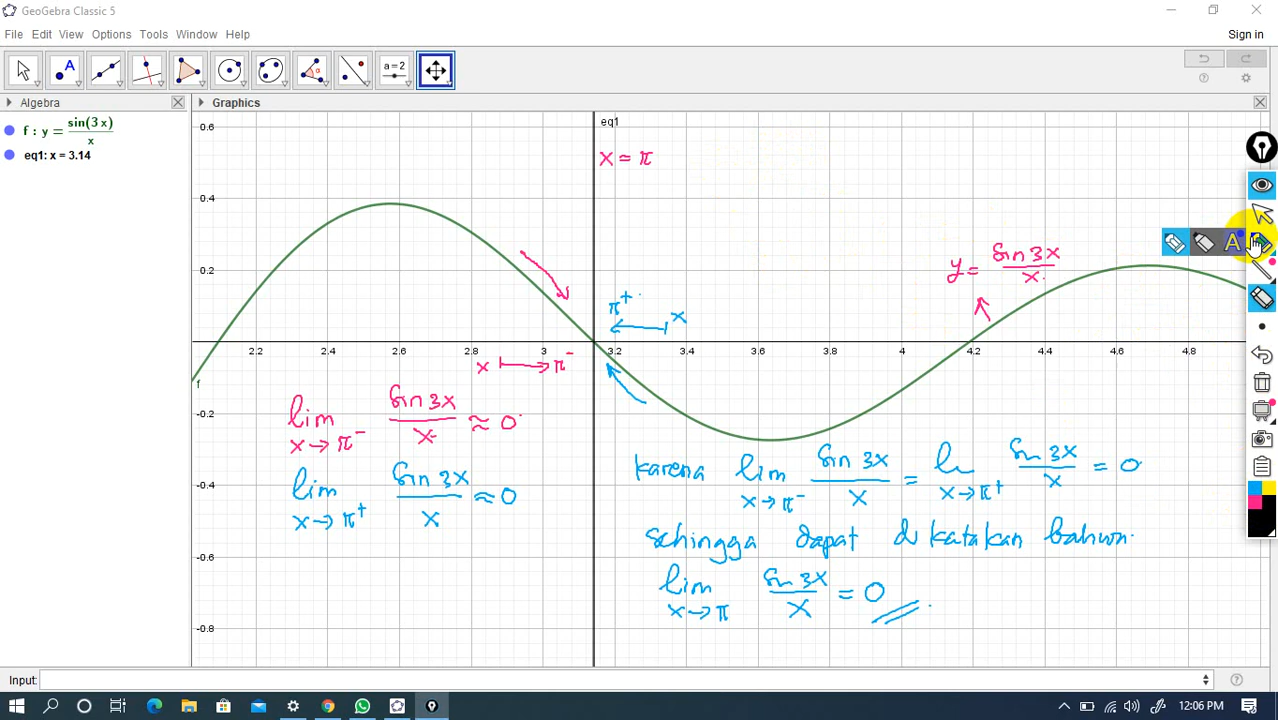 GeoGebra Classic 5
File Edit View Options Tools Window Help
Sign in
A
a = 2
Algebra
Graphics
f : y = sin(3 x) / x
eq1: x = 3.14
eq1
x = π
0.6
0.4
0.2
-0.2
-0.4
-0.6
-0.8
2.2 2.4 2.6 2.8 3 3.2 3.4 3.6 3.8 4 4.2 4.4 4.6 4.8
f
y = sin 3x / x
A
π⁺ ← x
x → π⁻
lim x→π⁻ sin 3x / x ≈ 0
lim x→π⁺ sin 3x / x ≈ 0
karena lim x→π⁻ sin 3x / x = lim x→π⁺ sin 3x / x = 0
sehingga dapat dikatakan bahwa
lim x→π sin 3x / x = 0
Input:
12:06 PM